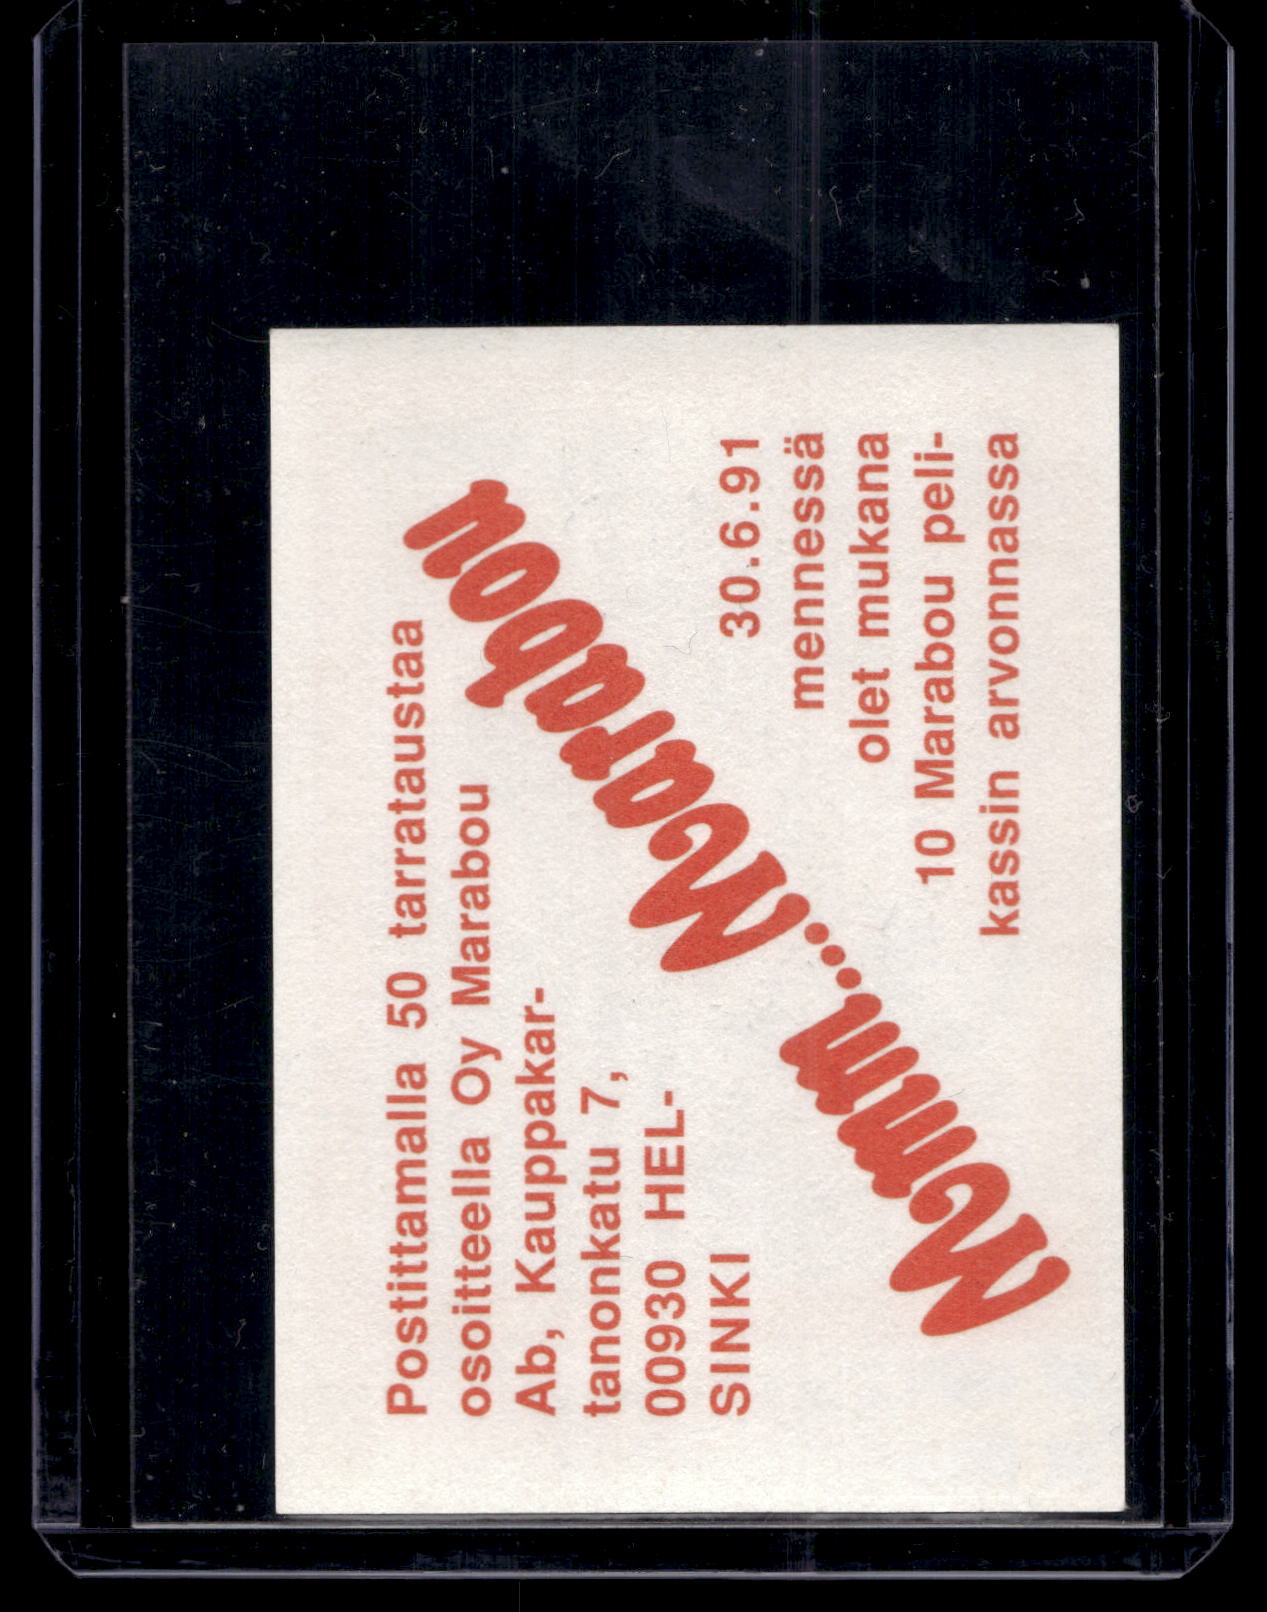 Postittamalla 50 tarrataustaa
osoitteella Oy Marabou
Ab, Kauppakar-
tanonkatu 7,
00930 HEL-
SINKI
Mmmm...Marabou
30.6.91
mennessä
olet mukana
10 Marabou peli-
kassin arvonnassa